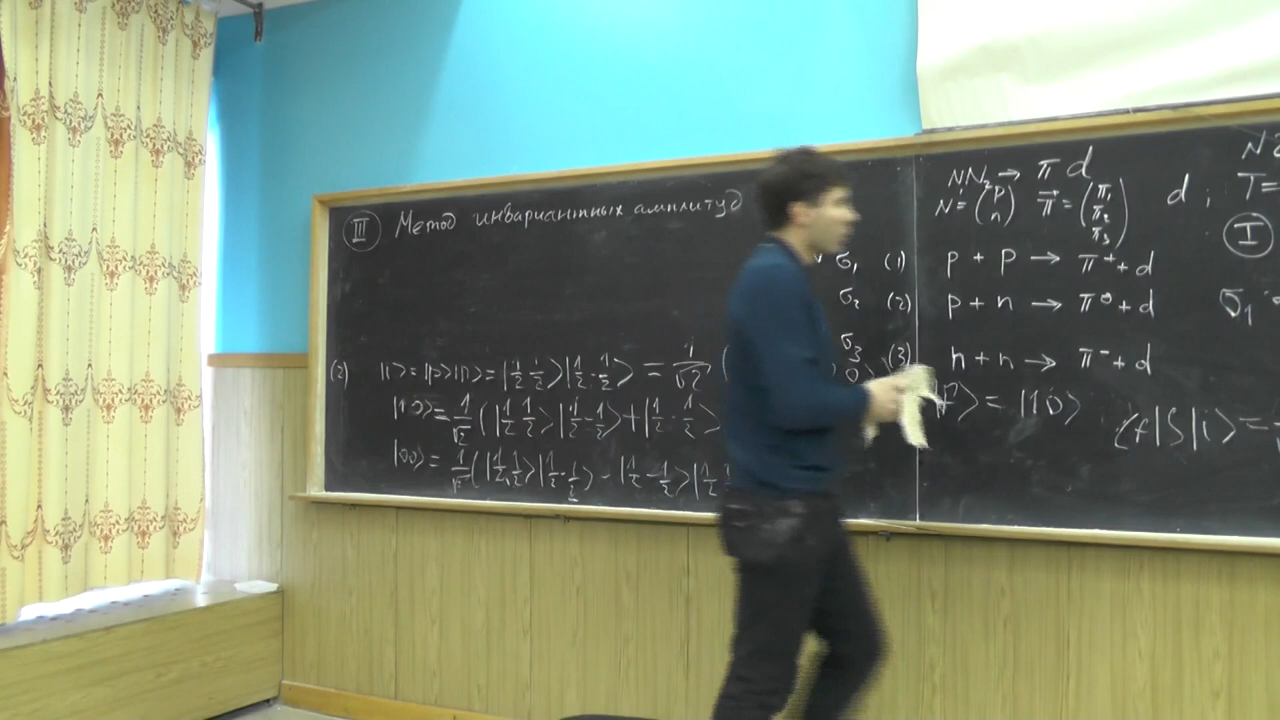 III Метод инвариантных амплитуд
σ₁ (1)
σ₂ (2)
σ₃ (3)
(2) |i> = |p>|n> = |1/2 1/2>|1/2 -1/2> = 1/√2 (
|10> = 1/√2 (|1/2 1/2>|1/2 -1/2> + |1/2 -1/2>
|00> = 1/√2 (|1/2 1/2>|1/2 -1/2> - |1/2 -1/2>|1/2
→ π d
N = (p n) π⃗ = (π₁ π₂ π₃)
d ;
T =
I
p + p → π⁺ + d
p + n → π⁰ + d
σ₁
n + n → π⁻ + d
> = |10>
<f|S|i> =